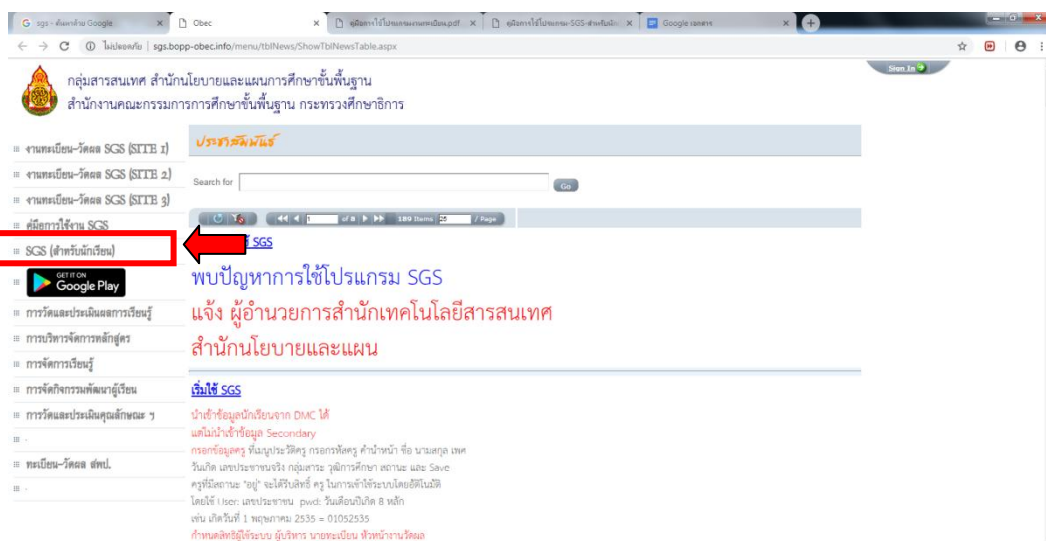 sgs - ค้นหาด้วย Google
Obec
คู่มือการใช้โปรแกรมงานทะเบียน.pdf
คู่มือการใช้โปรแกรม-SGS-สำหรับนัก
Google เอกสาร
ไม่ปลอดภัย | sgs.bopp-obec.info/menu/tblNews/ShowTblNewsTable.aspx
Sign In
กลุ่มสารสนเทศ สำนักนโยบายและแผนการศึกษาขั้นพื้นฐาน
สำนักงานคณะกรรมการการศึกษาขั้นพื้นฐาน กระทรวงศึกษาธิการ
งานทะเบียน-วัดผล SGS (SITE 1)
งานทะเบียน-วัดผล SGS (SITE 2)
งานทะเบียน-วัดผล SGS (SITE 3)
คู่มือการใช้งาน SGS
SGS (สำหรับนักเรียน)
GET IT ON
Google Play
การวัดและประเมินผลการเรียนรู้
การบริหารจัดการหลักสูตร
การจัดการเรียนรู้
การจัดกิจกรรมพัฒนาผู้เรียน
การวัดและประเมินคุณลักษณะ ฯ
.
ทะเบียน-วัดผล สพป.
.
ประชาสัมพันธ์
Search for
Go
1 of 8 189 Items 25 / Page
SGS
พบปัญหาการใช้โปรแกรม SGS
แจ้ง ผู้อำนวยการสำนักเทคโนโลยีสารสนเทศ
สำนักนโยบายและแผน
เริ่มใช้ SGS
นำเข้าข้อมูลนักเรียนจาก DMC ได้
แต่ไม่นำเข้าข้อมูล Secondary
กรอกข้อมูลครู ที่เมนูประวัติครู กรอกรหัสครู คำนำหน้า ชื่อ นามสกุล เพศ
วันเกิด เลขประชาชนจริง กลุ่มสาระ วุฒิการศึกษา สถานะ และ Save
ครูที่มีสถานะ "อยู่" จะได้รับสิทธิ์ ครู ในการเข้าใช้ระบบโดยอัติโนมัติ
โดยใช้ User: เลขประชาชน pwd: วันเดือนปีเกิด 8 หลัก
เช่น เกิดวันที่ 1 พฤษภาคม 2535 = 01052535
กำหนดสิทธิผู้ใช้ระบบ ผู้บริหาร นายทะเบียน หัวหน้างานวัดผล